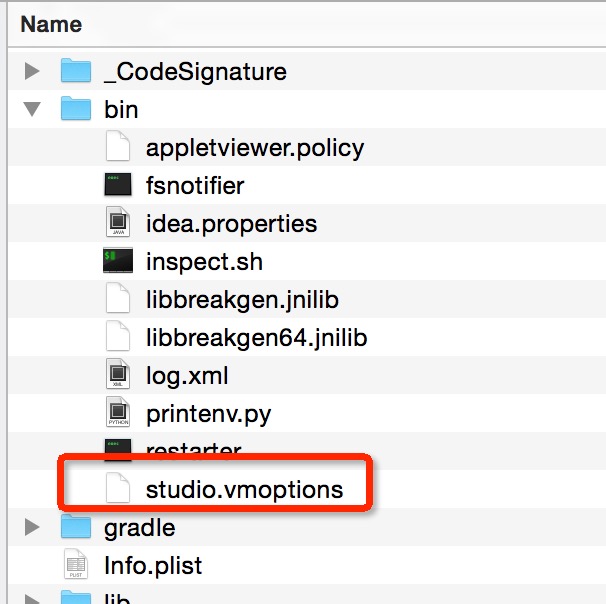 Name
_CodeSignature
bin
appletviewer.policy
fsnotifier
idea.properties
inspect.sh
libbreakgen.jnilib
libbreakgen64.jnilib
log.xml
printenv.py
restarter
studio.vmoptions
gradle
Info.plist
lib